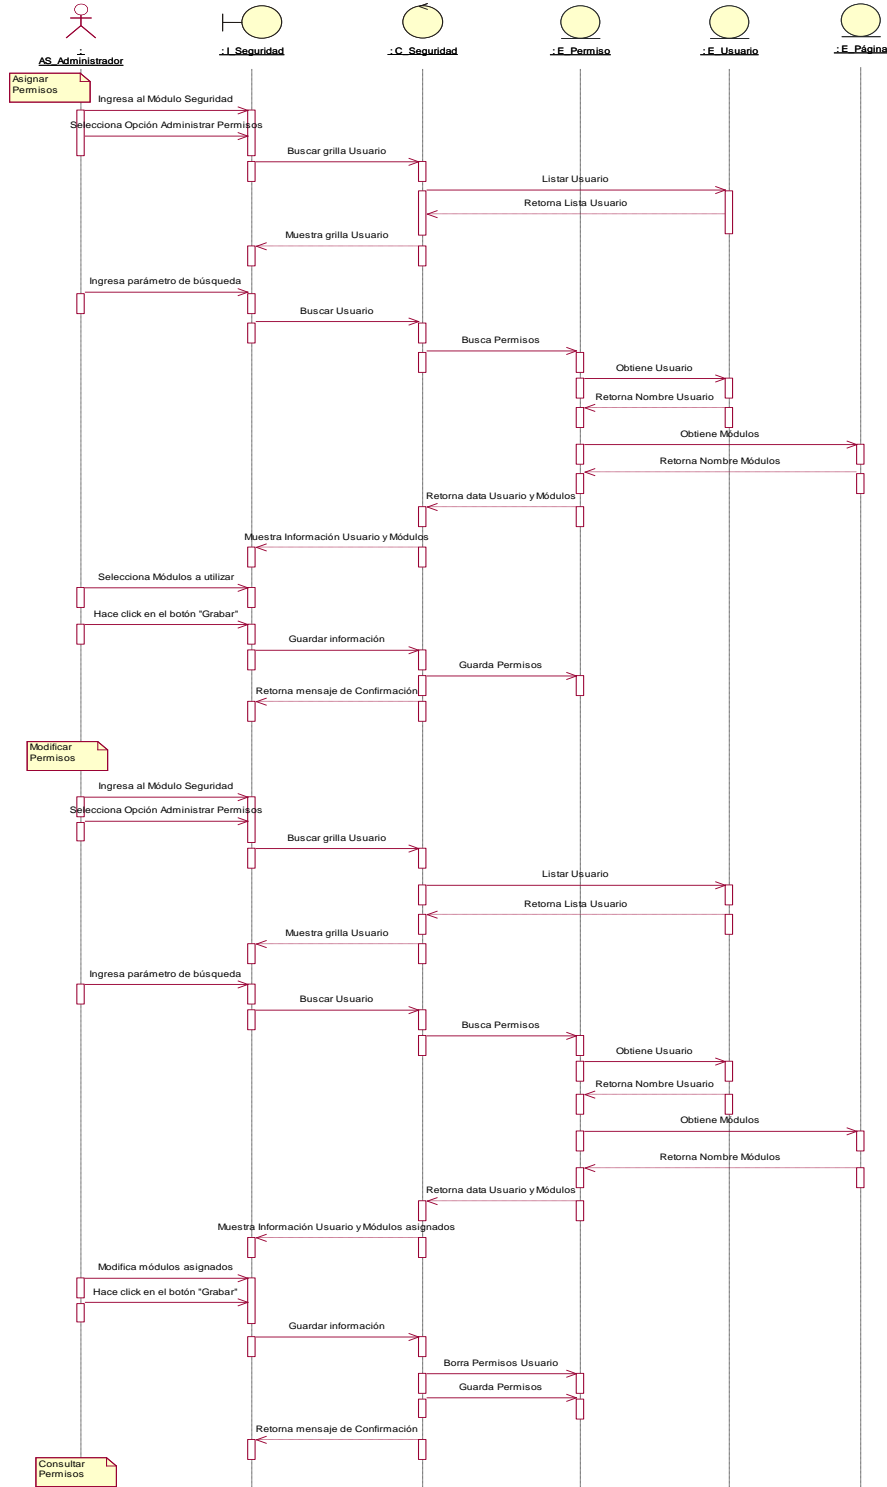 :
AS_Administrador
: I_Seguridad
: C_Seguridad
: E_Permiso
: E_Usuario
: E_Página
Asignar
Permisos
Ingresa al Módulo Seguridad
Selecciona Opción Administrar Permisos
Buscar grilla Usuario
Listar Usuario
Retorna Lista Usuario
Muestra grilla Usuario
Ingresa parámetro de búsqueda
Buscar Usuario
Busca Permisos
Obtiene Usuario
Retorna Nombre Usuario
Obtiene Módulos
Retorna Nombre Módulos
Retorna data Usuario y Módulos
Muestra Información Usuario y Módulos
Selecciona Módulos a utilizar
Hace click en el botón "Grabar"
Guardar información
Guarda Permisos
Retorna mensaje de Confirmación
Modificar
Permisos
Ingresa al Módulo Seguridad
Selecciona Opción Administrar Permisos
Buscar grilla Usuario
Listar Usuario
Retorna Lista Usuario
Muestra grilla Usuario
Ingresa parámetro de búsqueda
Buscar Usuario
Busca Permisos
Obtiene Usuario
Retorna Nombre Usuario
Obtiene Módulos
Retorna Nombre Módulos
Retorna data Usuario y Módulos
Muestra Información Usuario y Módulos asignados
Modifica módulos asignados
Hace click en el botón "Grabar"
Guardar información
Borra Permisos Usuario
Guarda Permisos
Retorna mensaje de Confirmación
Consultar
Permisos